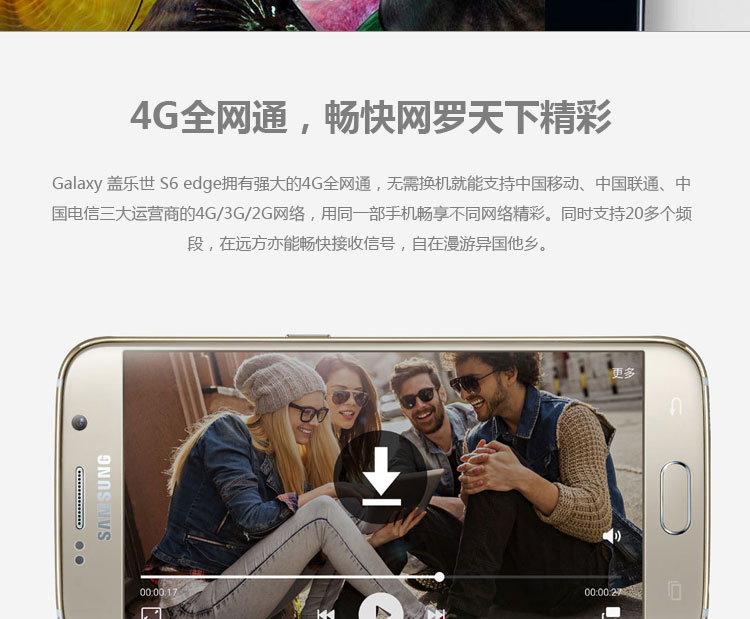 4G全网通，畅快网罗天下精彩
Galaxy 盖乐世 S6 edge拥有强大的4G全网通，无需换机就能支持中国移动、中国联通、中
国电信三大运营商的4G/3G/2G网络，用同一部手机畅享不同网络精彩。同时支持20多个频
段，在远方亦能畅快接收信号，自在漫游异国他乡。
更多
SAMSUNG
00:00.17
00:00.27